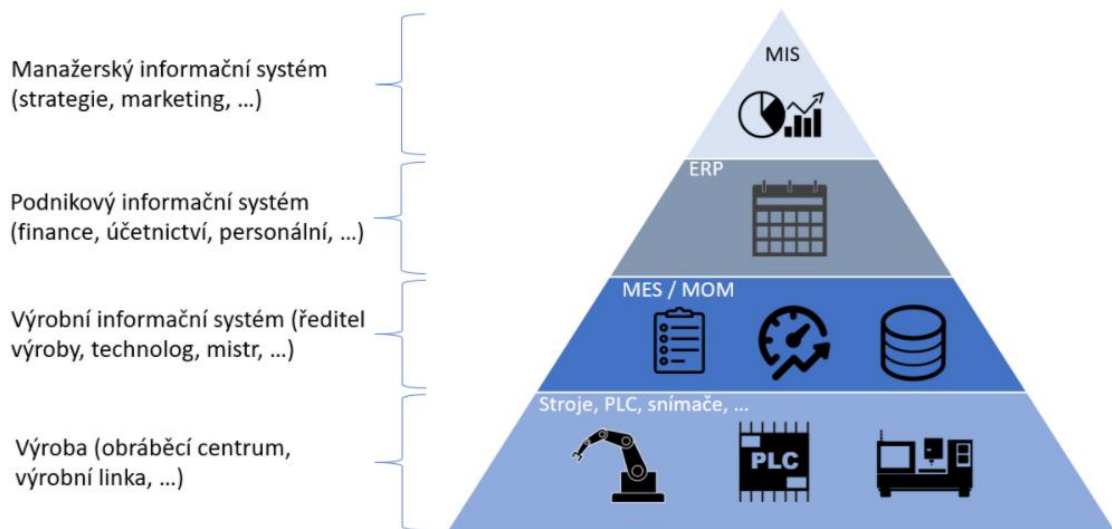 Manažerský informační systém
(strategie, marketing, …)
MIS
Podnikový informační systém
(finance, účetnictví, personální, …)
ERP
Výrobní informační systém (ředitel
výroby, technolog, mistr, …)
MES / MOM
Výroba (obráběcí centrum,
výrobní linka, …)
Stroje, PLC, snímače, …
PLC